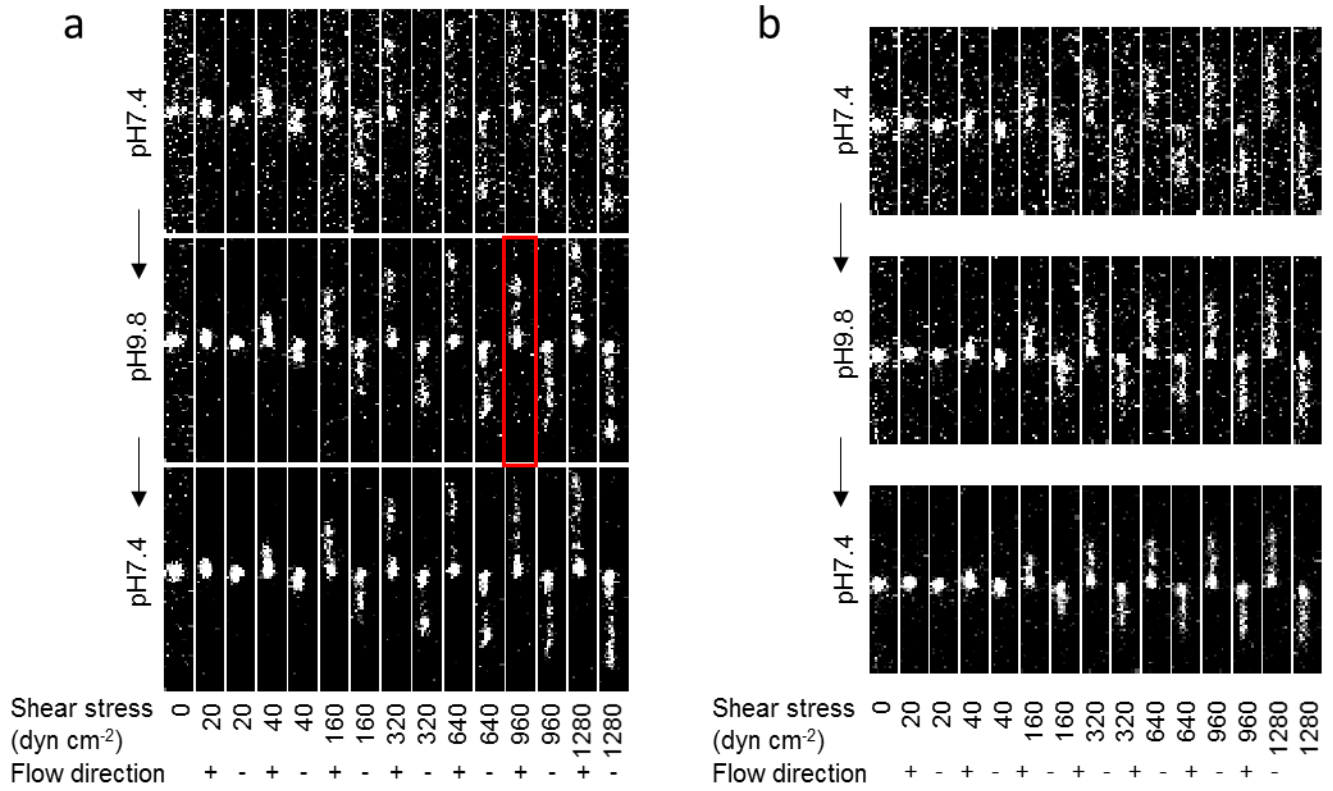 a
pH7.4
pH9.8
pH7.4
Shear stress
(dyn cm-2)
0 20 20 40 40 160 160 320 320 640 640 960 960 1280 1280
Flow direction + - + - + - + - + - + - + -
b
pH7.4
pH9.8
pH7.4
Shear stress
(dyn cm-2)
0 20 20 40 40 160 160 320 320 640 640 960 960 1280 1280
Flow direction + - + - + - + - + - + - + -